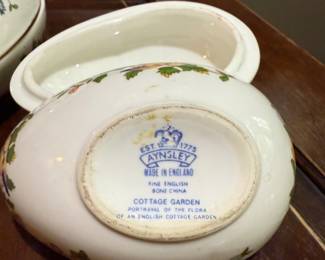 EST. 1775
AYNSLEY
MADE IN ENGLAND
FINE ENGLISH
BONE CHINA
COTTAGE GARDEN
PORTRAYAL OF THE FLORA
OF AN ENGLISH COTTAGE GARDEN